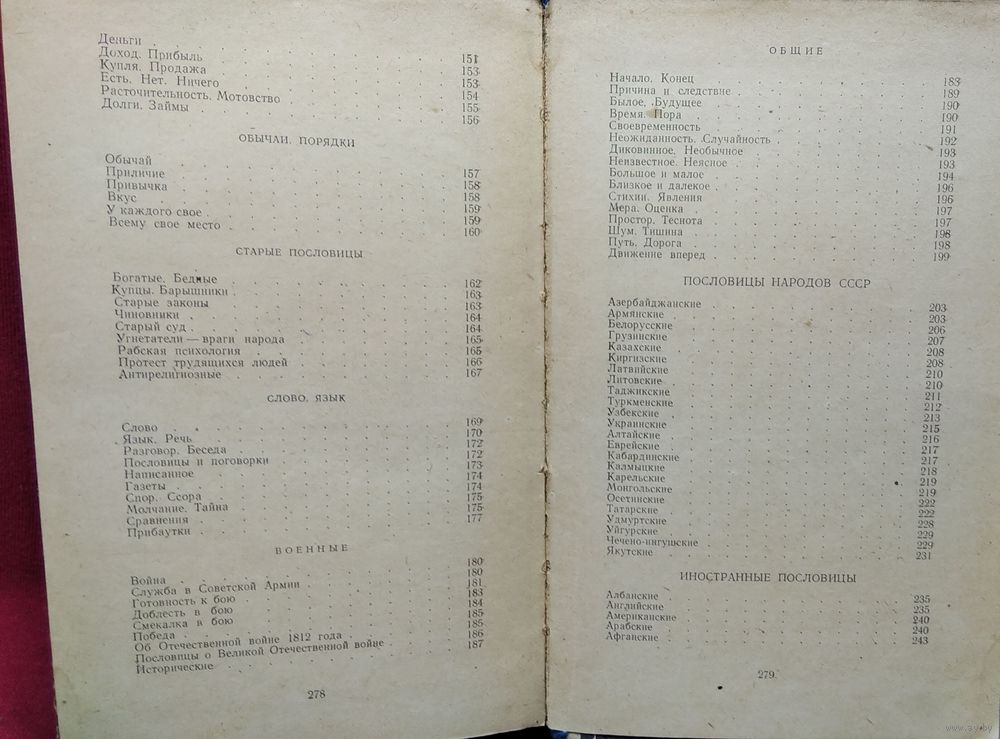 Деньги . . . . . . . . 151
Доход. Прибыль . . . . . . . . 153
Купля. Продажа . . . . . . . . 153
Есть. Нет. Ничего . . . . . . . . 154
Расточительность. Мотовство . . . . . . . . 155
Долги. Займы . . . . . . . . 156
ОБЫЧАИ. ПОРЯДКИ
Обычай . . . . . . . . 157
Приличие . . . . . . . . 158
Привычка . . . . . . . . 158
Вкус . . . . . . . . 159
У каждого свое . . . . . . . . 159
Всему свое место . . . . . . . . 160
СТАРЫЕ ПОСЛОВИЦЫ
Богатые. Бедные . . . . . . . . 162
Купцы. Барышники . . . . . . . . 163
Старые законы . . . . . . . . 163
Чиновники . . . . . . . . 164
Старый суд . . . . . . . . 164
Угнетатели — враги народа . . . . . . . . 165
Рабская психология . . . . . . . . 165
Протест трудящихся людей . . . . . . . . 166
Антирелигиозные . . . . . . . . 167
СЛОВО. ЯЗЫК
Слово . . . . . . . . 169
Язык. Речь . . . . . . . . 170
Разговор. Беседа . . . . . . . . 172
Пословицы и поговорки . . . . . . . . 172
Написанное . . . . . . . . 173
Газеты . . . . . . . . 174
Спор. Ссора . . . . . . . . 174
Молчание. Тайна . . . . . . . . 175
Сравнения . . . . . . . . 175
Прибаутки . . . . . . . . 177
ВОЕННЫЕ
Война . . . . . . . . 180
Служба в Советской Армии . . . . . . . . 180
Готовность к бою . . . . . . . . 181
Доблесть в бою . . . . . . . . 183
Смекалка в бою . . . . . . . . 184
Победа . . . . . . . . 185
Об Отечественной войне 1812 года . . . . . . . . 185
Пословицы о Великой Отечественной войне . . . . . . . . 186
Исторические . . . . . . . . 187
278
ОБЩИЕ
Начало. Конец . . . . . . . . 183
Причина и следствие . . . . . . . . 189
Былое. Будущее . . . . . . . . 190
Время. Пора . . . . . . . . 190
Своевременность . . . . . . . . 191
Неожиданность. Случайность . . . . . . . . 192
Диковинное. Необычное . . . . . . . . 193
Неизвестное. Неясное . . . . . . . . 193
Большое и малое . . . . . . . . 194
Близкое и далекое . . . . . . . . 196
Стихии. Явления . . . . . . . . 196
Мера. Оценка . . . . . . . . 197
Простор. Теснота . . . . . . . . 197
Шум. Тишина . . . . . . . . 198
Путь. Дорога . . . . . . . . 198
Движение вперед . . . . . . . . 199
ПОСЛОВИЦЫ НАРОДОВ СССР
Азербайджанские . . . . . . . . 203
Армянские . . . . . . . . 203
Белорусские . . . . . . . . 206
Грузинские . . . . . . . . 207
Казахские . . . . . . . . 208
Киргизские . . . . . . . . 208
Латвийские . . . . . . . . 210
Литовские . . . . . . . . 210
Таджикские . . . . . . . . 211
Туркменские . . . . . . . . 212
Узбекские . . . . . . . . 213
Украинские . . . . . . . . 215
Алтайские . . . . . . . . 216
Еврейские . . . . . . . . 217
Кабардинские . . . . . . . . 217
Калмыцкие . . . . . . . . 218
Карельские . . . . . . . . 219
Монгольские . . . . . . . . 219
Осетинские . . . . . . . . 222
Татарские . . . . . . . . 222
Удмуртские . . . . . . . . 228
Уйгурские . . . . . . . . 229
Чечено-ингушские . . . . . . . . 229
Якутские . . . . . . . . 231
ИНОСТРАННЫЕ ПОСЛОВИЦЫ
Албанские . . . . . . . . 235
Английские . . . . . . . . 235
Американские . . . . . . . . 240
Арабские . . . . . . . . 240
Афганские . . . . . . . . 243
279
www.ay.by